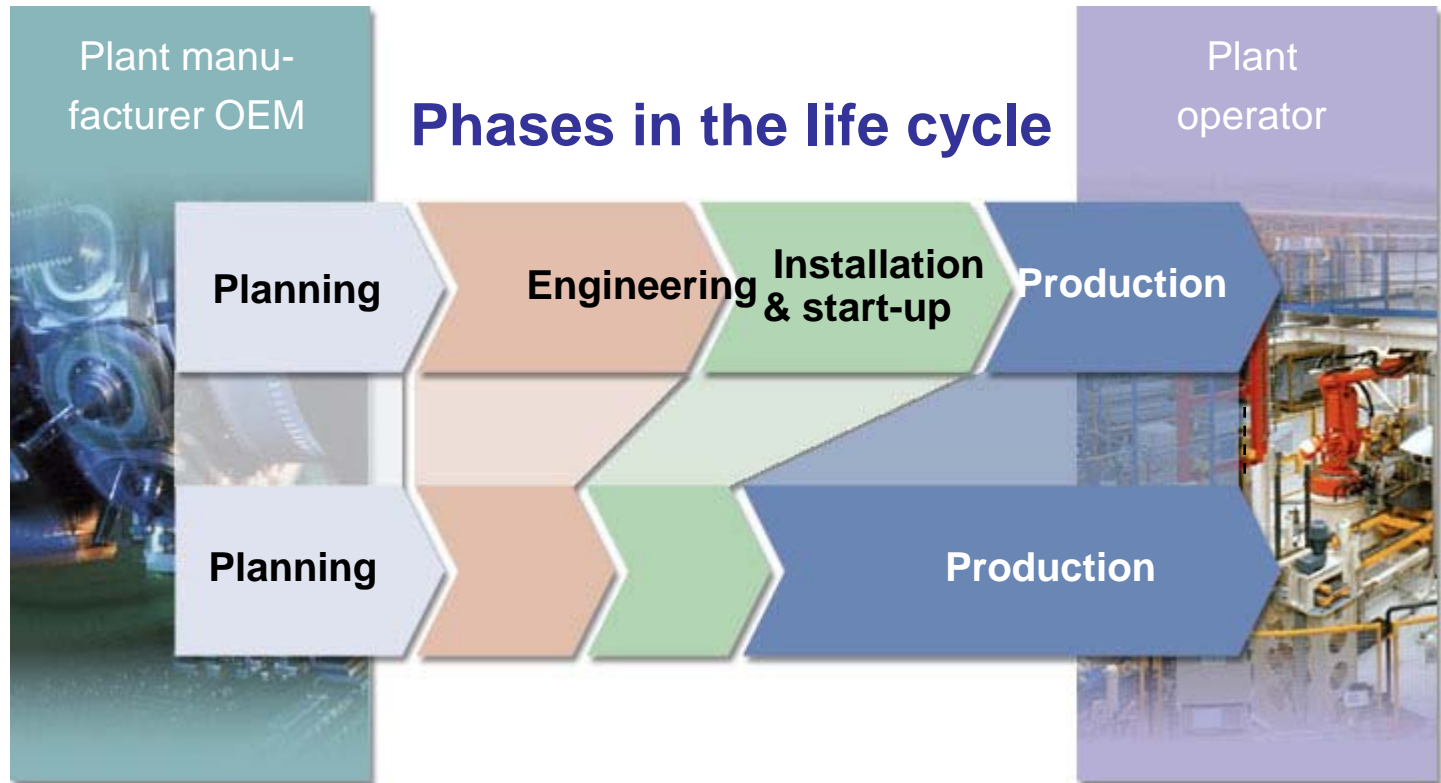 Plant manu-
facturer OEM
Phases in the life cycle
Plant
operator
Planning
Engineering
Installation
& start-up
Production
Planning
Production